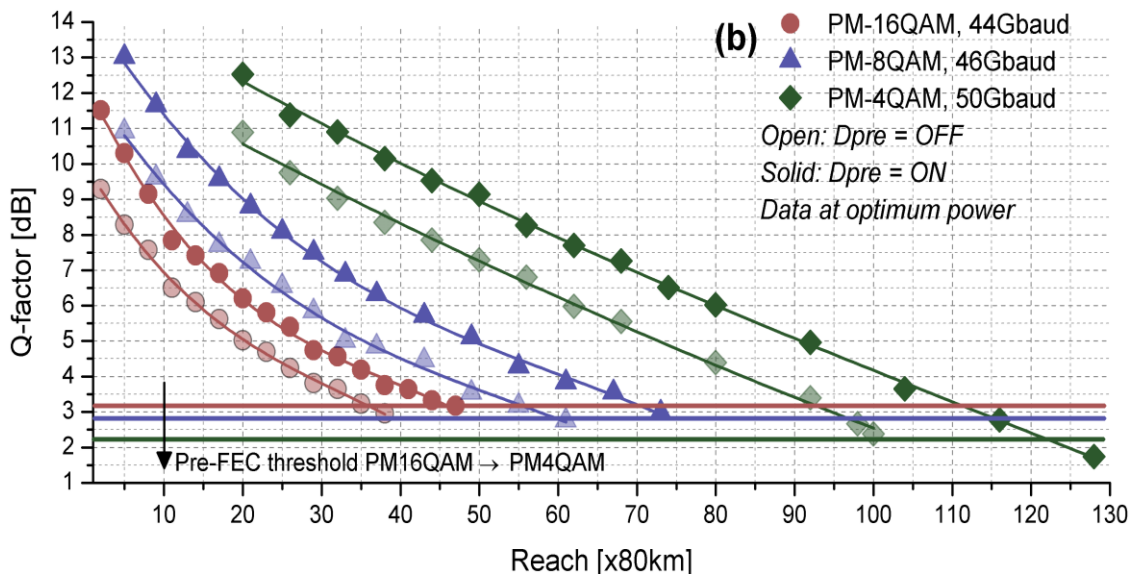 14
13
12
11
10
9
8
7
6
5
4
3
2
1
Q-factor [dB]
(b)
PM-16QAM, 44Gbaud
PM-8QAM, 46Gbaud
PM-4QAM, 50Gbaud
Open: Dpre = OFF
Solid: Dpre = ON
Data at optimum power
Pre-FEC threshold PM16QAM → PM4QAM
10 20 30 40 50 60 70 80 90 100 110 120 130
Reach [x80km]